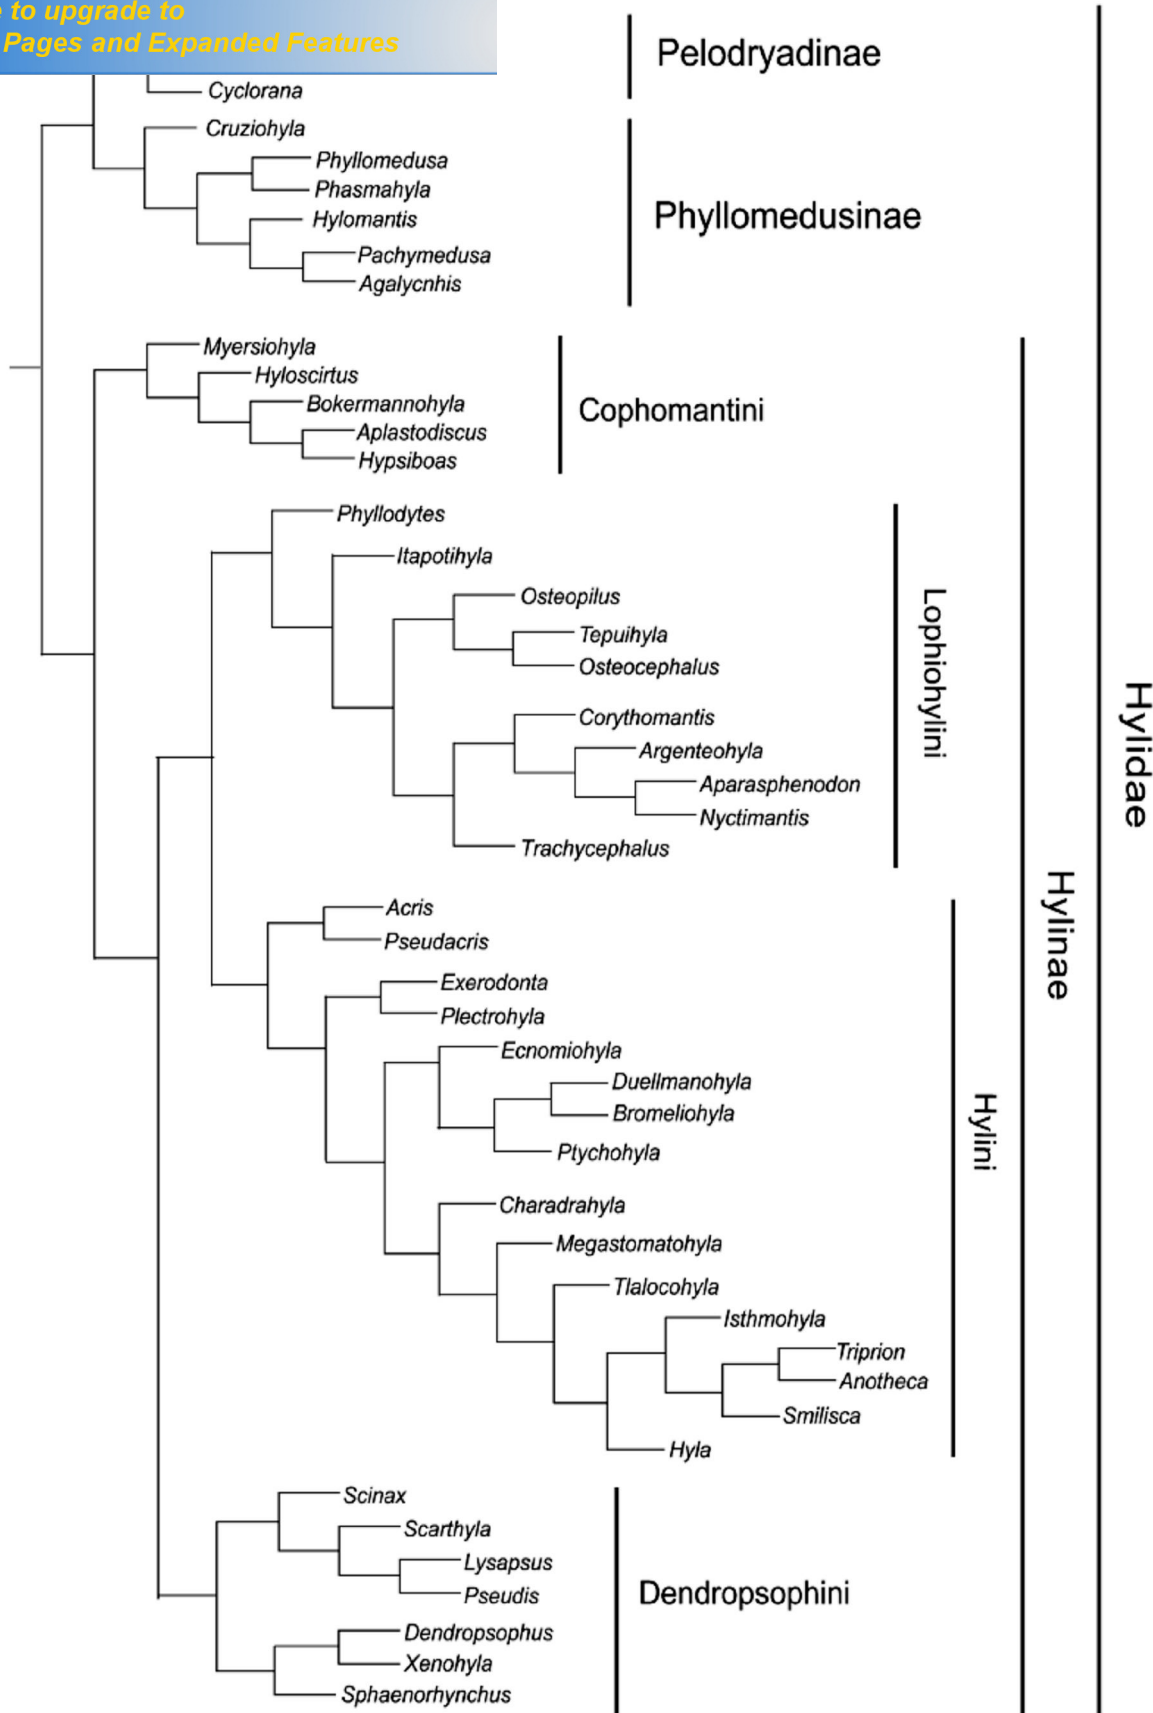 e to upgrade to
Pages and Expanded Features
Pelodryadinae
Cyclorana
Cruziohyla
Phyllomedusa
Phasmahyla
Hylomantis
Pachymedusa
Agalycnhis
Phyllomedusinae
Myersiohyla
Hyloscirtus
Bokermannohyla
Aplastodiscus
Hypsiboas
Cophomantini
Phyllodytes
Itapotihyla
Osteopilus
Tepuihyla
Osteocephalus
Corythomantis
Argenteohyla
Aparasphenodon
Nyctimantis
Trachycephalus
Lophiohylini
Acris
Pseudacris
Exerodonta
Plectrohyla
Ecnomiohyla
Duellmanohyla
Bromeliohyla
Ptychohyla
Charadrahyla
Megastomatohyla
Tlalocohyla
Isthmohyla
Triprion
Anotheca
Smilisca
Hyla
Hylini
Scinax
Scarthyla
Lysapsus
Pseudis
Dendropsophus
Xenohyla
Sphaenorhynchus
Dendropsophini
Hylinae
Hylidae